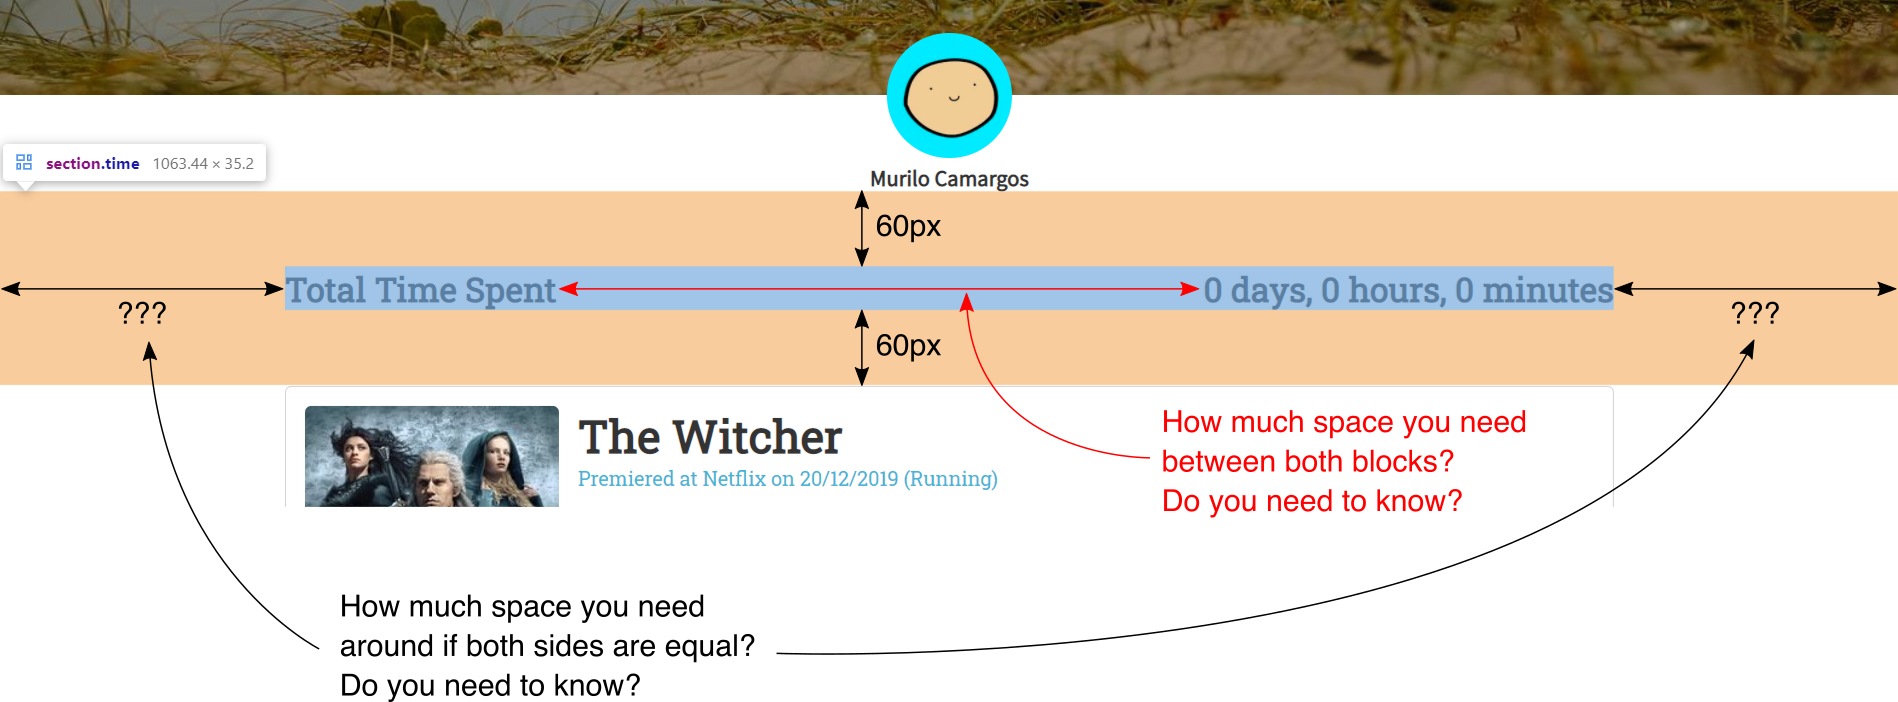 Murilo Camargos
section.time 1063.44 × 35.2
60px
Total Time Spent
0 days, 0 hours, 0 minutes
???
???
60px
The Witcher
Premiered at Netflix on 20/12/2019 (Running)
How much space you need
between both blocks?
Do you need to know?
How much space you need
around if both sides are equal?
Do you need to know?